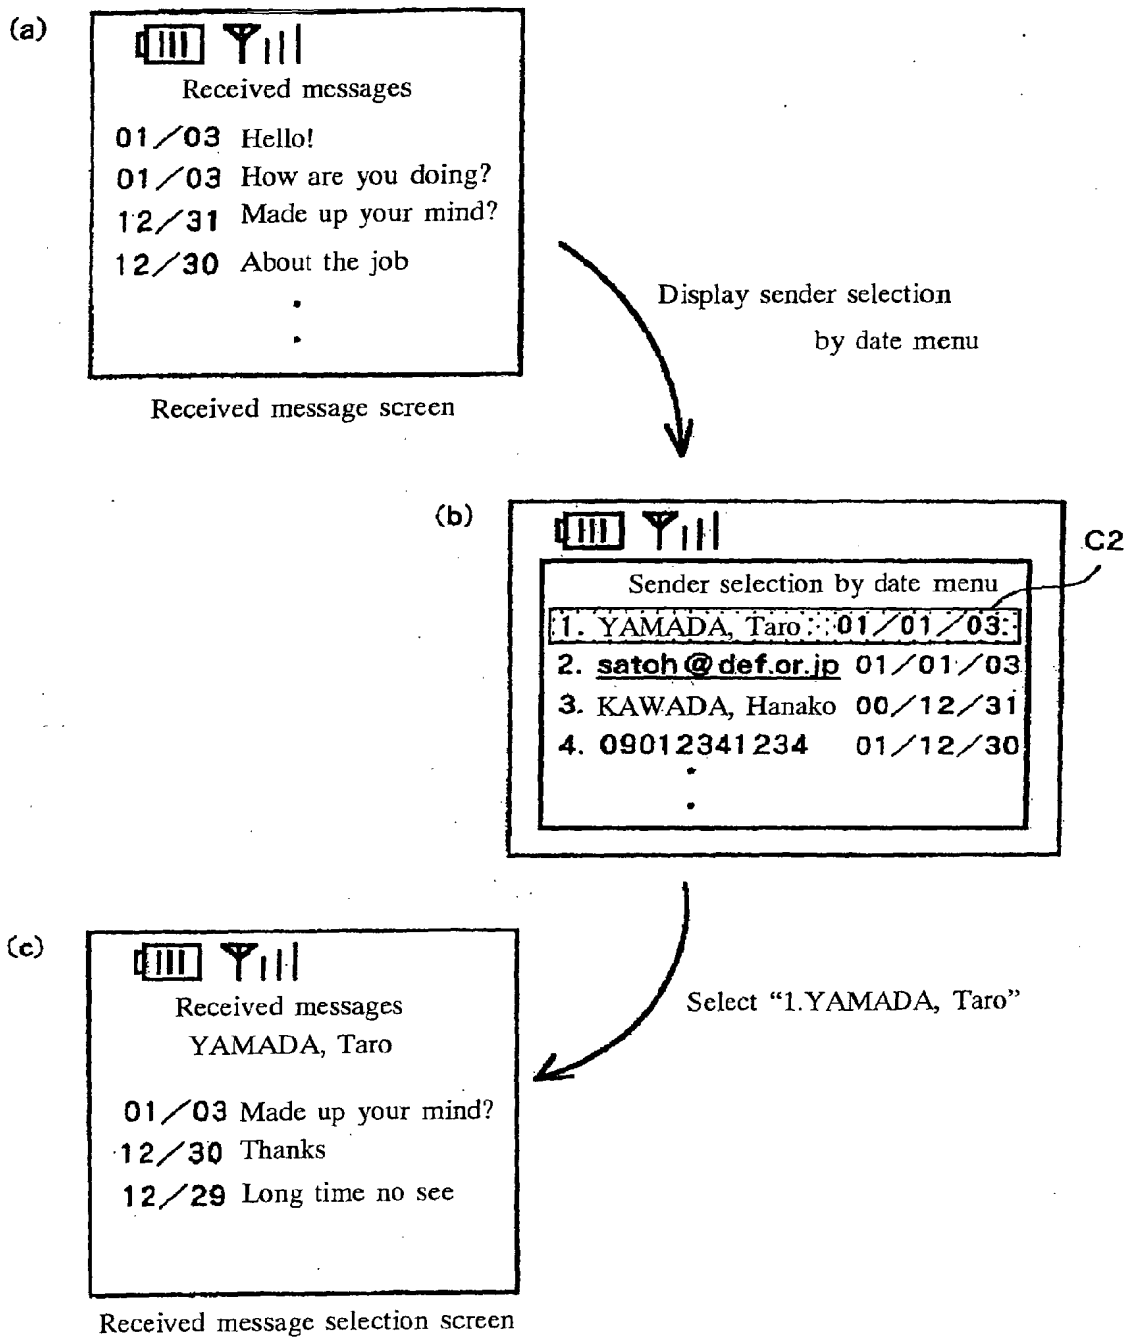 (a)
Received messages
01/03 Hello!
01/03 How are you doing?
12/31 Made up your mind?
12/30 About the job
Received message screen
Display sender selection
by date menu
(b)
C2
Sender selection by date menu
1. YAMADA, Taro 01/01/03
2. satoh@def.or.jp 01/01/03
3. KAWADA, Hanako 00/12/31
4. 09012341234 01/12/30
(c)
Received messages
YAMADA, Taro
Select “1.YAMADA, Taro”
01/03 Made up your mind?
12/30 Thanks
12/29 Long time no see
Received message selection screen